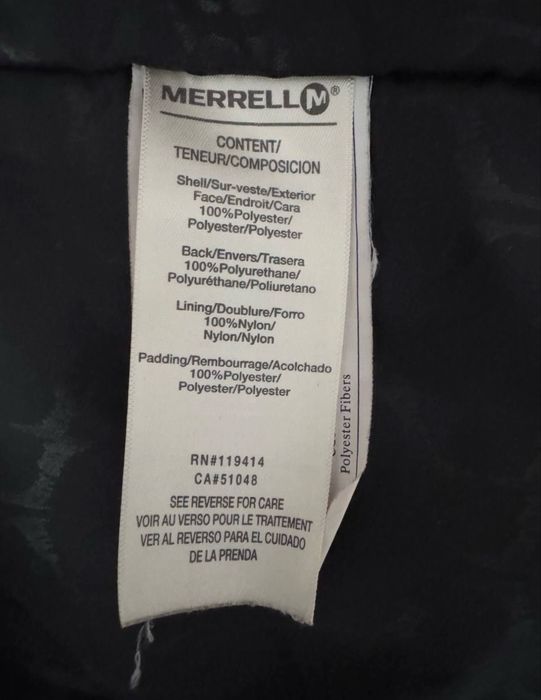 MERRELL M®
CONTENT/
TENEUR/COMPOSICION
Shell/Sur-veste/Exterior
Face/Endroit/Cara
100%Polyester/
Polyester/Polyester
Back/Envers/Trasera
100%Polyurethane/
Polyuréthane/Poliuretano
Lining/Doublure/Forro
100%Nylon/
Nylon/Nylon
Padding/Rembourrage/Acolchado
100%Polyester/
Polyester/Polyester
RN#119414
CA#51048
SEE REVERSE FOR CARE
VOIR AU VERSO POUR LE TRAITEMENT
VER AL REVERSO PARA EL CUIDADO
DE LA PRENDA
Polyester Fibers